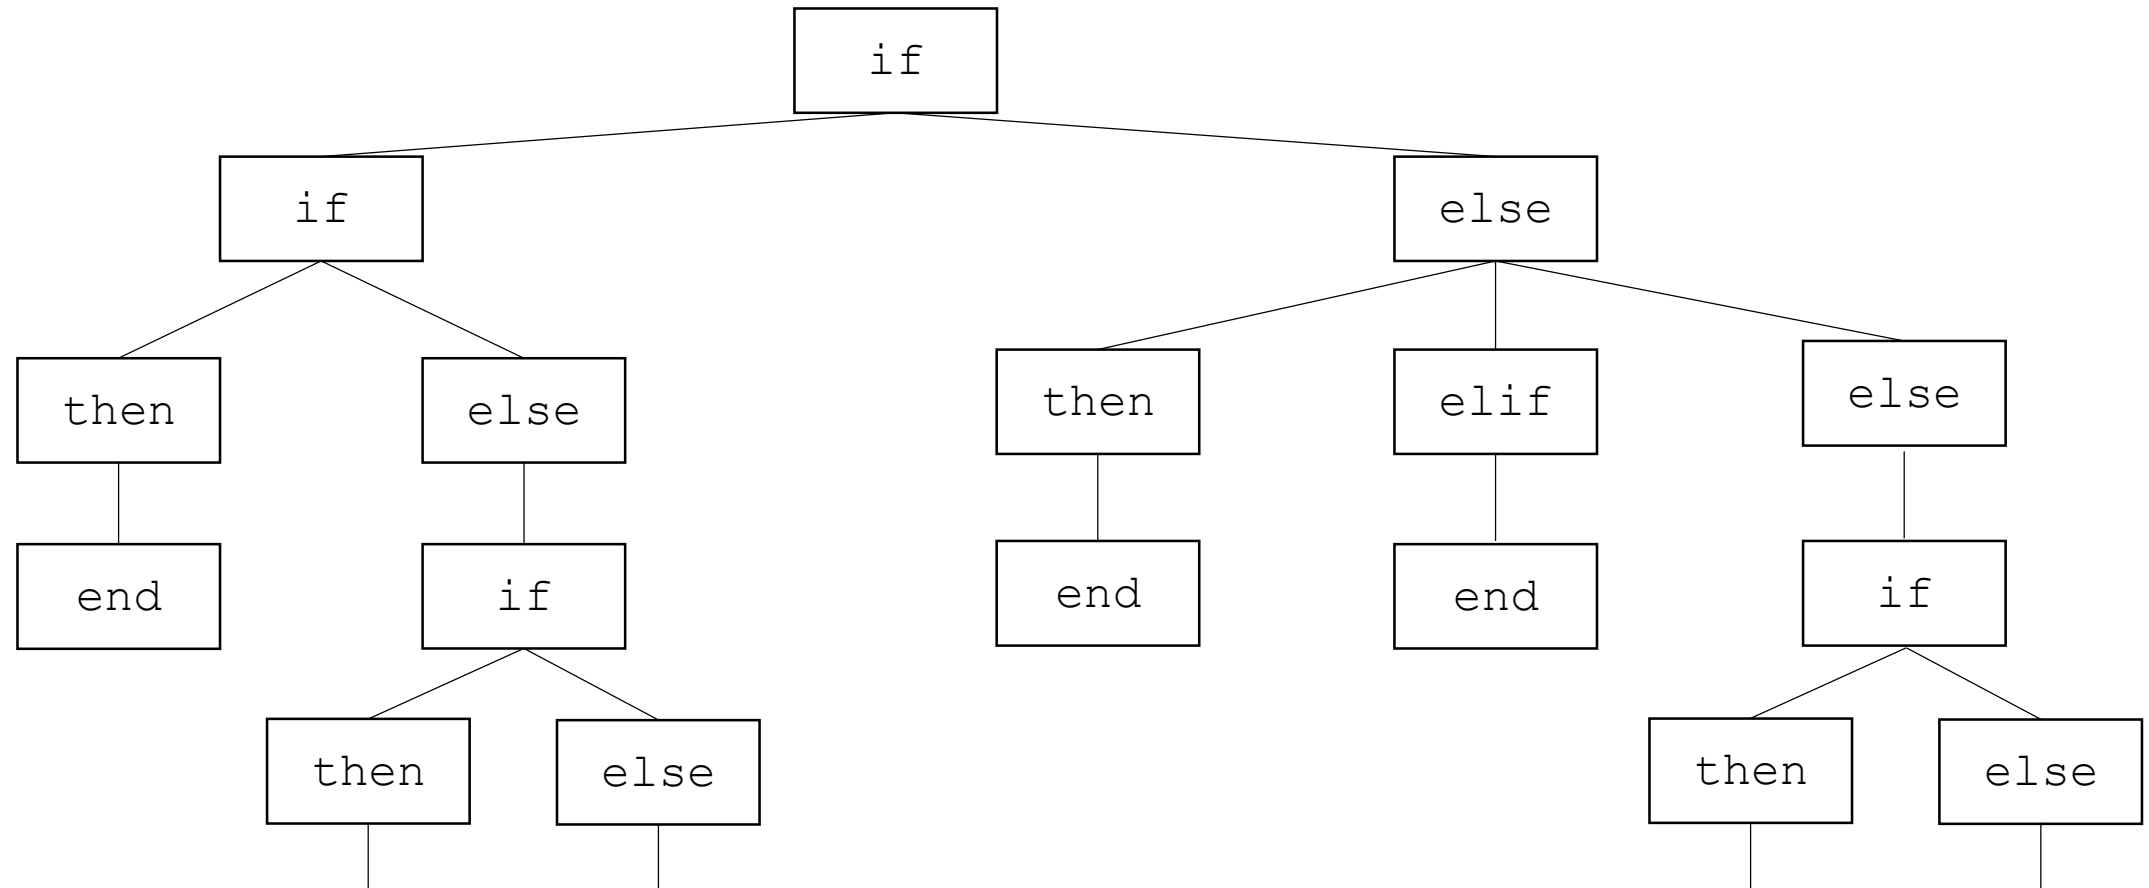 if
if else
then else then elif else
end if end end if
then else then else